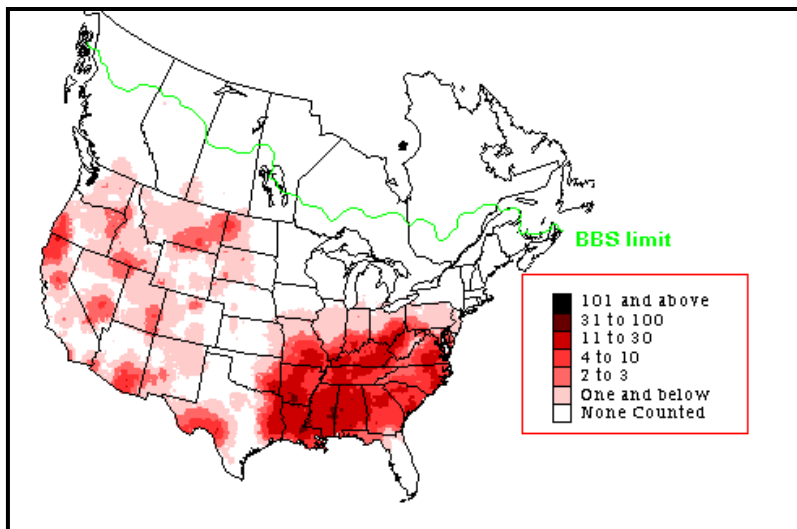 BBS limit
101 and above
31 to 100
11 to 30
4 to 10
2 to 3
One and below
None Counted